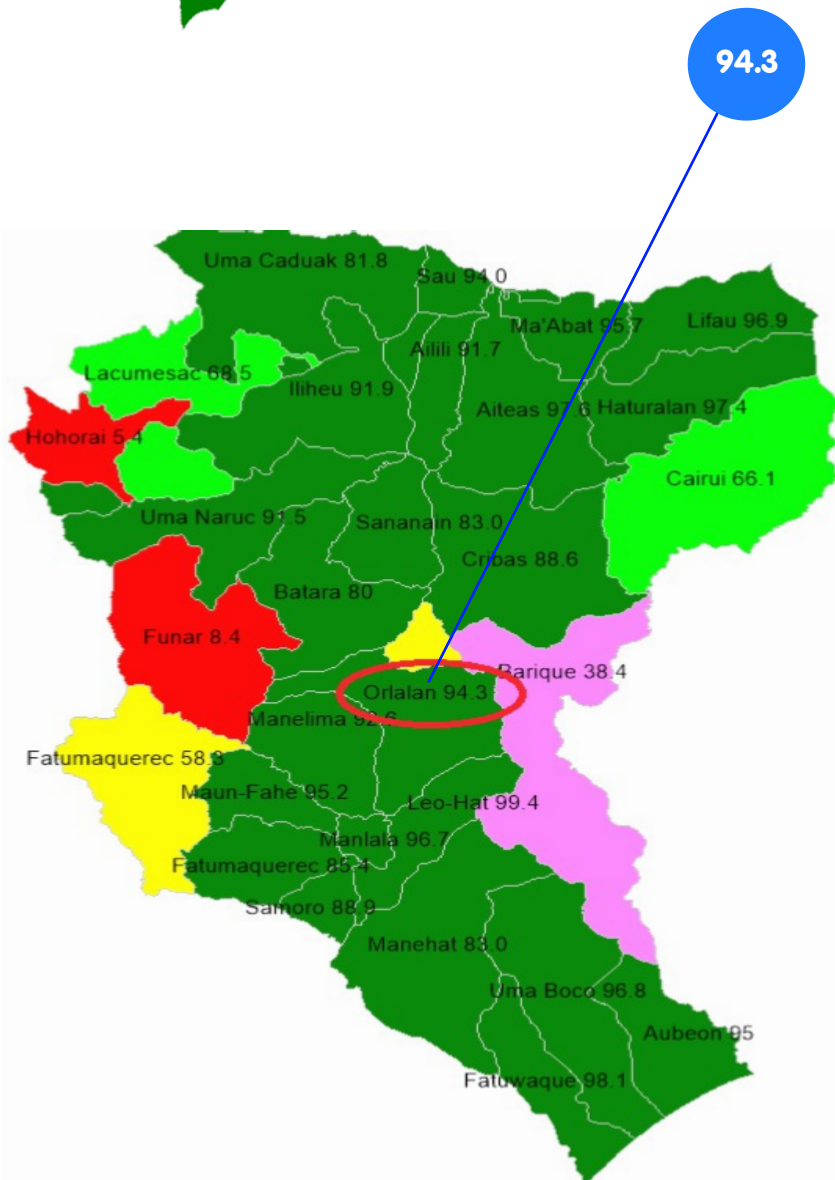 94.3
Uma Caduak 81.8
Sau 94.0
Ma'Abat 95.7
Lifau 96.9
Ailili 91.7
Lacumesac 68.5
Iliheu 91.9
Aiteas 97.6
Haturalan 97.4
Hohorai 5.4
Cairui 66.1
Uma Naruc 91.5
Sananain 83.0
Cribas 88.6
Batara 80
Funar 8.4
Barique 38.4
Orlalan 94.3
Manelima 92.6
Fatumaquerec 58.3
Maun-Fahe 95.2
Leo-Hat 99.4
Manlala 96.7
Fatumaquerec 85.4
Samoro 88.9
Manehat 83.0
Uma Boco 96.8
Aubeon 95
Fatuwaque 98.1